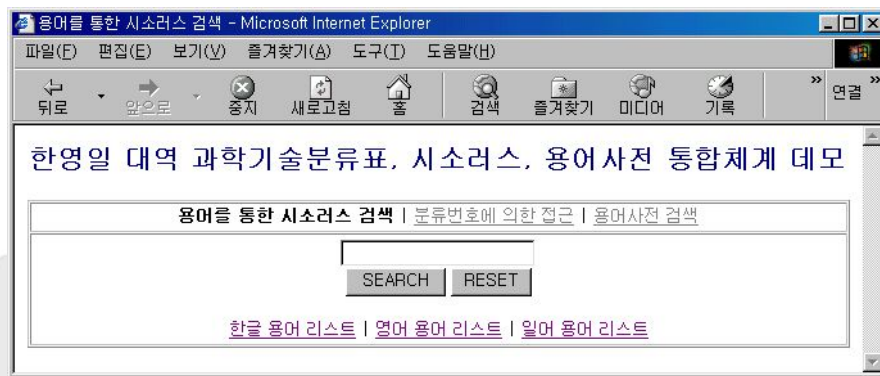 용어를 통한 시소러스 검색 - Microsoft Internet Explorer
파일(F) 편집(E) 보기(V) 즐겨찾기(A) 도구(T) 도움말(H)
뒤로 앞으로 중지 새로고침 홈 검색 즐겨찾기 미디어 기록 » 연결 »
한영일 대역 과학기술분류표, 시소러스, 용어사전 통합체계 데모
용어를 통한 시소러스 검색 | 분류번호에 의한 접근 | 용어사전 검색
SEARCH RESET
한글 용어 리스트 | 영어 용어 리스트 | 일어 용어 리스트